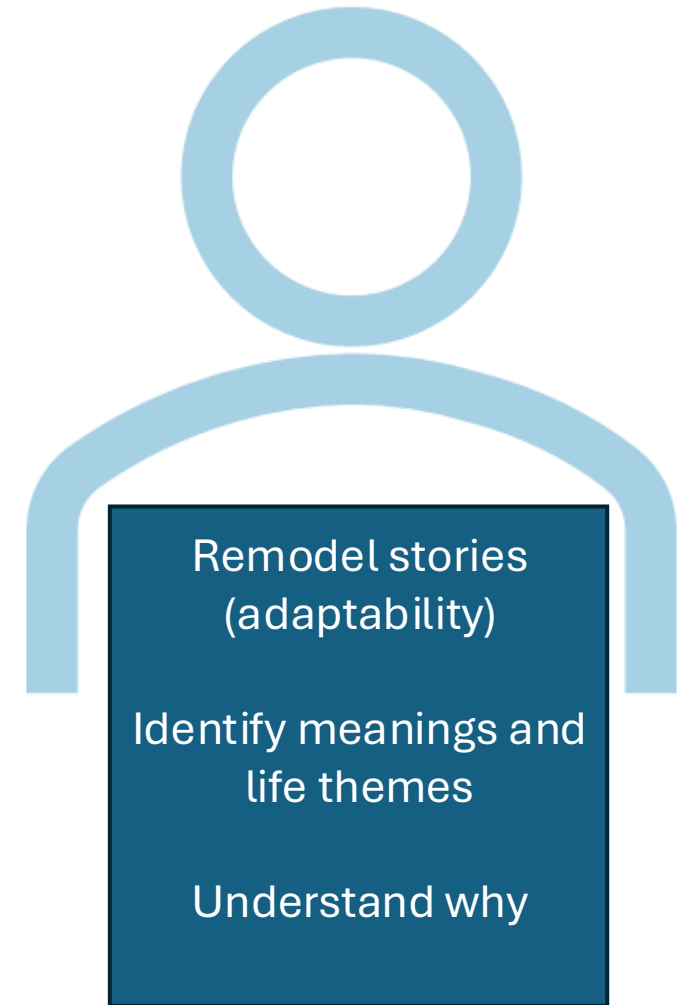 Remodel stories
(adaptability)
Identify meanings and
life themes
Understand why